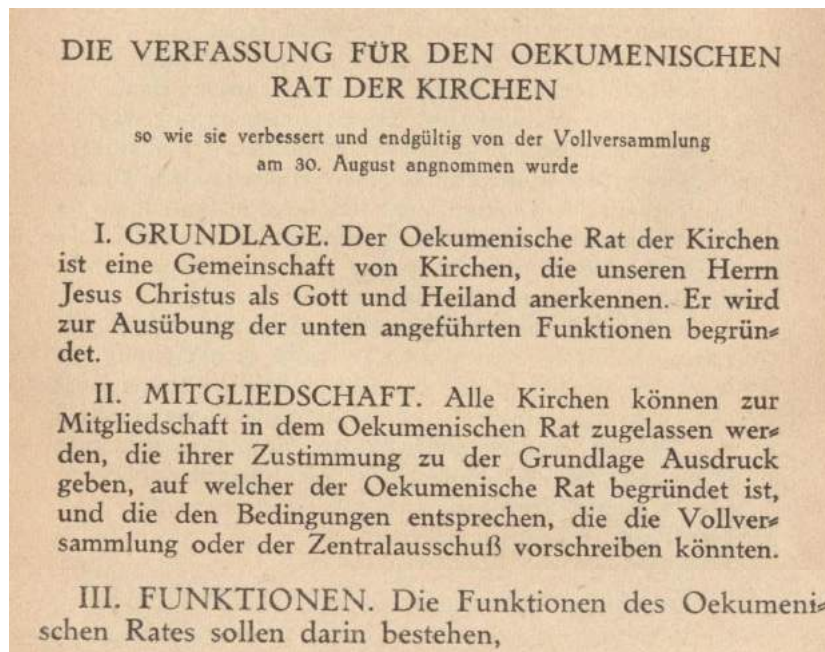 DIE VERFASSUNG FÜR DEN OEKUMENISCHEN
RAT DER KIRCHEN
so wie sie verbessert und endgültig von der Vollversammlung
am 30. August angnommen wurde
I. GRUNDLAGE. Der Oekumenische Rat der Kirchen
ist eine Gemeinschaft von Kirchen, die unseren Herrn
Jesus Christus als Gott und Heiland anerkennen. Er wird
zur Ausübung der unten angeführten Funktionen begrün-
det.
II. MITGLIEDSCHAFT. Alle Kirchen können zur
Mitgliedschaft in dem Oekumenischen Rat zugelassen wer-
den, die ihrer Zustimmung zu der Grundlage Ausdruck
geben, auf welcher der Oekumenische Rat begründet ist,
und die den Bedingungen entsprechen, die die Vollver-
sammlung oder der Zentralausschuß vorschreiben könnten.
III. FUNKTIONEN. Die Funktionen des Oekumeni-
schen Rates sollen darin bestehen,